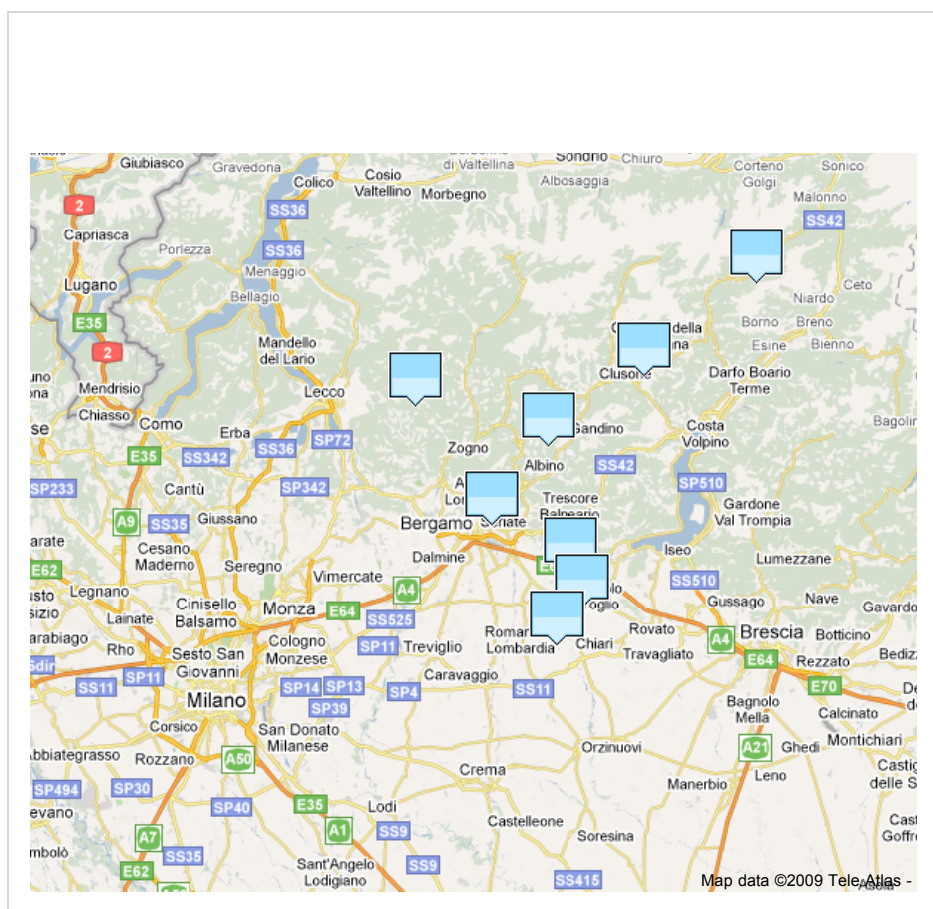 Giubiasco
Gravedona
di Valtellina
Sondrio
Chiuro
Corteno
Golgi
Sonico
Colico
Cosio
Valtellino
Morbegno
Albosaggia
Malonno
2
SS36
SS42
Capriasca
Porlezza
SS36
Menaggio
Lugano
Bellagio
Niardo
Ceto
E35
Borno
Breno
Esine
Bienno
2
Mandello
del Lario
della
Clusone
Darfo Boario
Terme
Mendrisio
Chiasso
Lecco
Como
Erba
SS36
SP72
Zogno
Gandino
Costa
Volpino
E35
SS342
Albino
SS42
SP510
SP233
Cantù
SP342
Trescore
Balneario
Gardone
Val Trompia
A9
SS35
Giussano
Bergamo
Seriate
Cesano
Maderno
Seregno
Dalmine
Iseo
Lumezzane
E62
Legnano
Vimercate
A4
SS510
Nave
Lainate
Cinisello
Balsamo
Monza
E64
SS525
Gussago
Gavardo
Rho
Cologno
Monzese
SP11
Treviglio
Lombardia
Chiari
Rovato
A4
Brescia
Botticino
Sesto San
Giovanni
Travagliato
E64
Rezzato
SP11
SS11
SP14
SP13
SP4
Caravaggio
SS11
E70
Milano
SP39
Bagnolo
Mella
Calcinato
Corsico
San Donato
Milanese
Orzinuovi
A21
Ghedi
Montichiari
Rozzano
A50
Crema
Manerbio
Leno
SP494
SP30
SP40
E35
Lodi
Castelleone
A7
A1
SS9
Soresina
SS35
E62
Sant'Angelo
Lodigiano
SS9
SS415
Map data ©2009 Tele Atlas -